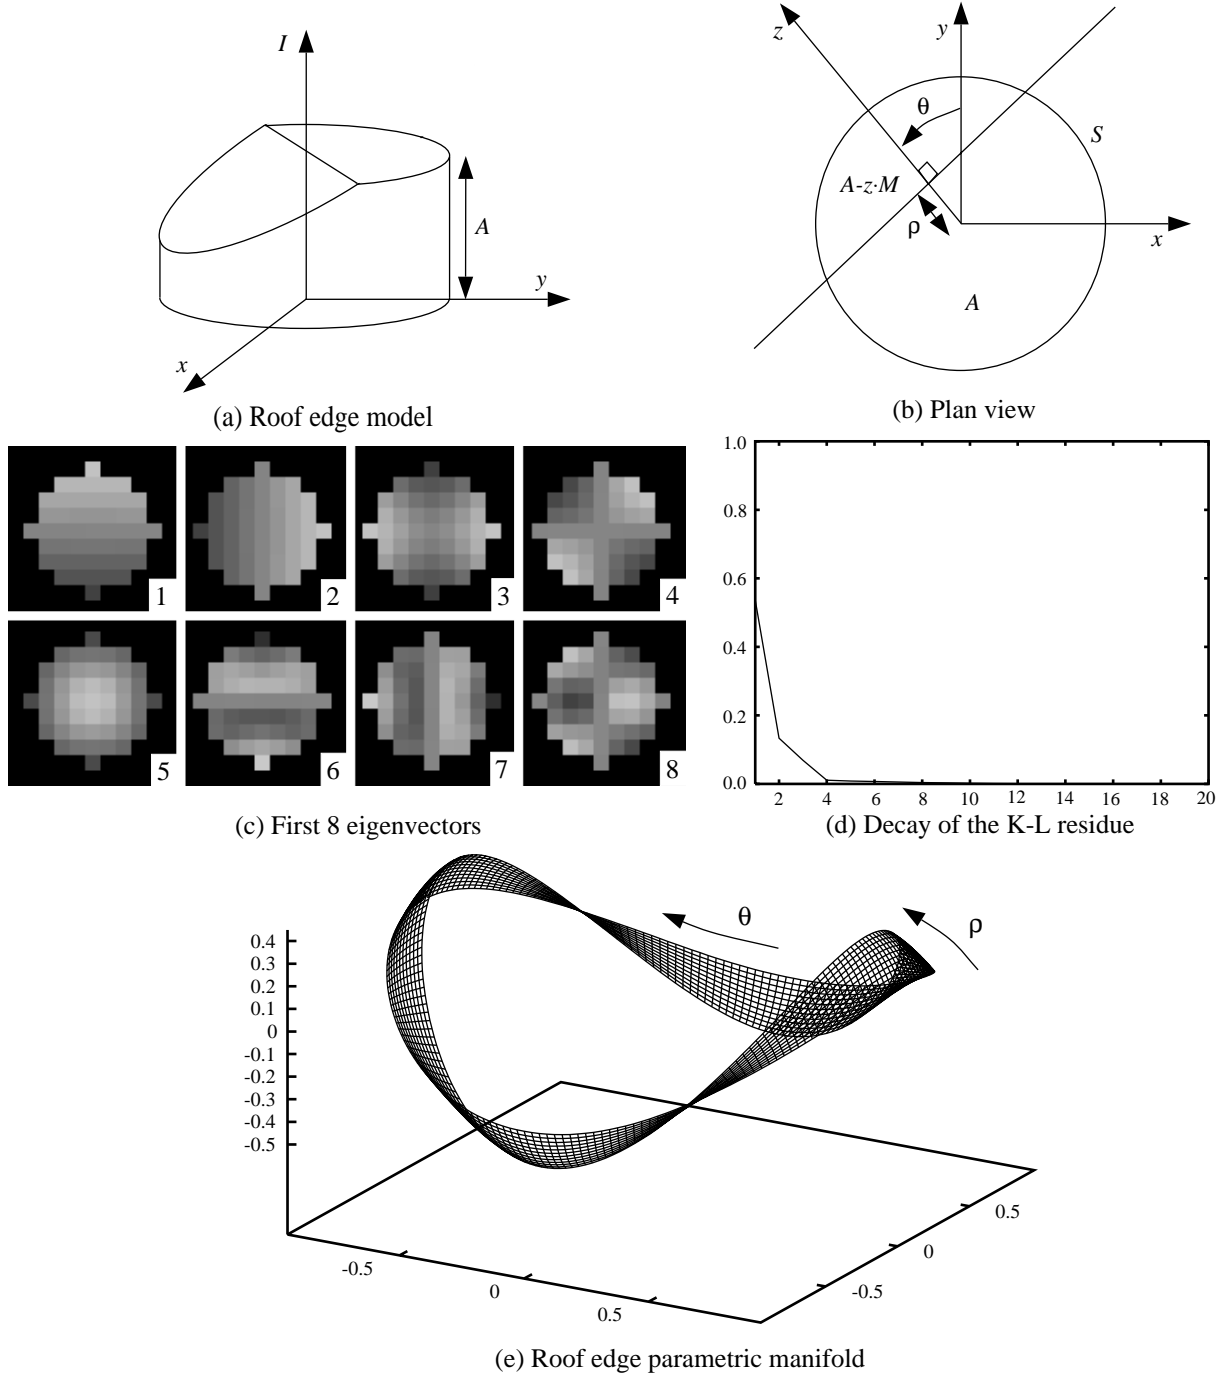 I
A
y
x
(a) Roof edge model
z
y
θ
S
A-z·M
ρ
x
A
(b) Plan view
1
2
3
4
5
6
7
8
(c) First 8 eigenvectors
1.0
0.8
0.6
0.4
0.2
0.0
2 4 6 8 10 12 14 16 18 20
(d) Decay of the K-L residue
θ
ρ
0.4
0.3
0.2
0.1
0
-0.1
-0.2
-0.3
-0.4
-0.5
-0.5
0
0.5
-0.5
0
0.5
(e) Roof edge parametric manifold